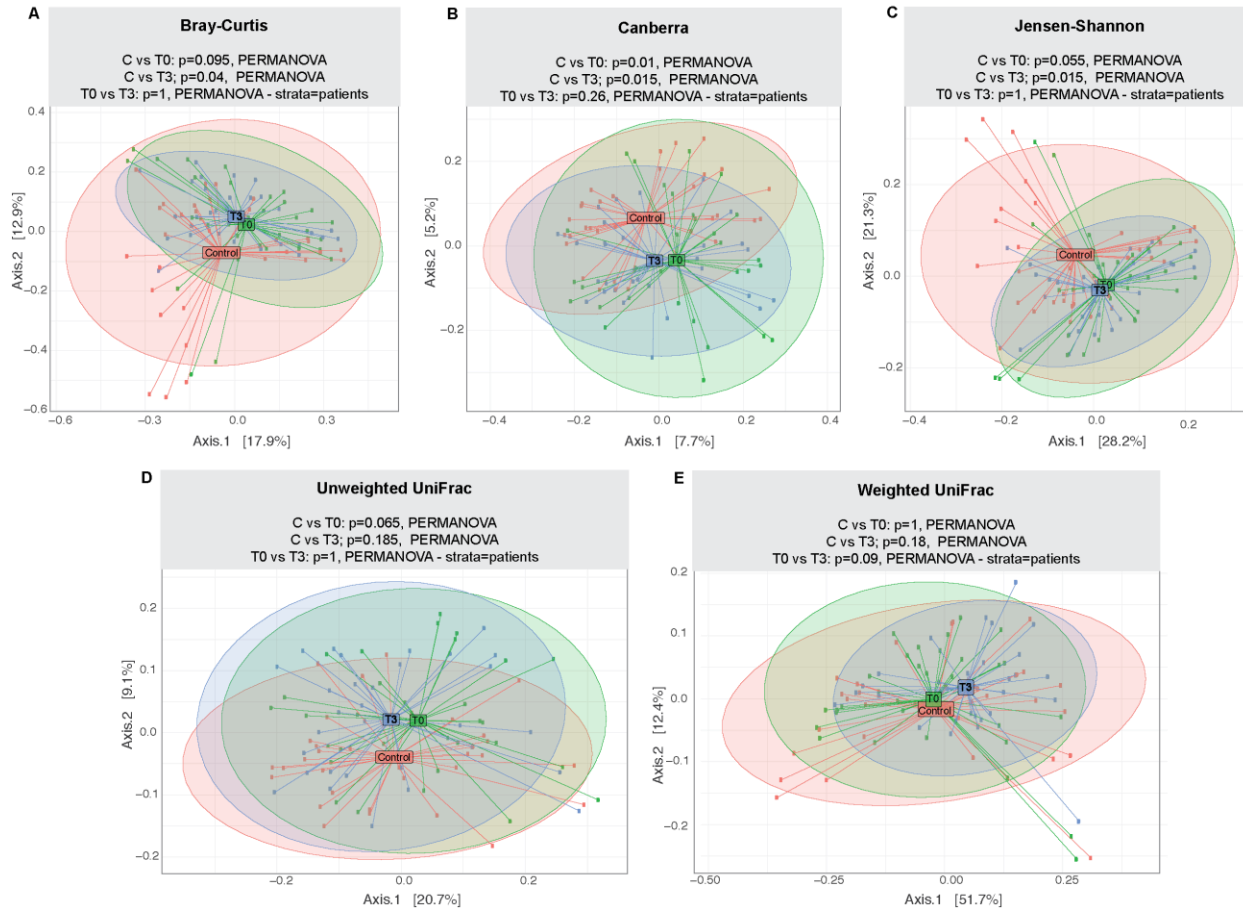 A
Bray-Curtis
C vs T0: p=0.095, PERMANOVA
C vs T3; p=0.04, PERMANOVA
T0 vs T3: p=1, PERMANOVA - strata=patients
0.4
0.2
0.0
−0.2
−0.4
−0.6
Axis.2 [12.9%]
T3
T0
Control
−0.6
−0.3
0.0
0.3
Axis.1 [17.9%]
B
Canberra
C vs T0: p=0.01, PERMANOVA
C vs T3; p=0.015, PERMANOVA
T0 vs T3: p=0.26, PERMANOVA - strata=patients
0.2
0.0
−0.2
Axis.2 [5.2%]
Control
T3
T0
−0.4
−0.2
0.0
0.2
0.4
Axis.1 [7.7%]
C
Jensen-Shannon
C vs T0: p=0.055, PERMANOVA
C vs T3; p=0.015, PERMANOVA
T0 vs T3: p=1, PERMANOVA - strata=patients
0.2
0.0
−0.2
Axis.2 [21.3%]
Control
T0
T3
−0.2
0.0
0.2
Axis.1 [28.2%]
D
Unweighted UniFrac
C vs T0: p=0.065, PERMANOVA
C vs T3; p=0.185, PERMANOVA
T0 vs T3: p=1, PERMANOVA - strata=patients
0.2
0.1
0.0
−0.1
−0.2
Axis.2 [9.1%]
T3
T0
Control
−0.2
0.0
0.2
Axis.1 [20.7%]
E
Weighted UniFrac
C vs T0: p=1, PERMANOVA
C vs T3; p=0.18, PERMANOVA
T0 vs T3: p=0.09, PERMANOVA - strata=patients
0.2
0.1
0.0
−0.1
−0.2
Axis.2 [12.4%]
T3
T0
Control
−0.50
−0.25
0.00
0.25
Axis.1 [51.7%]